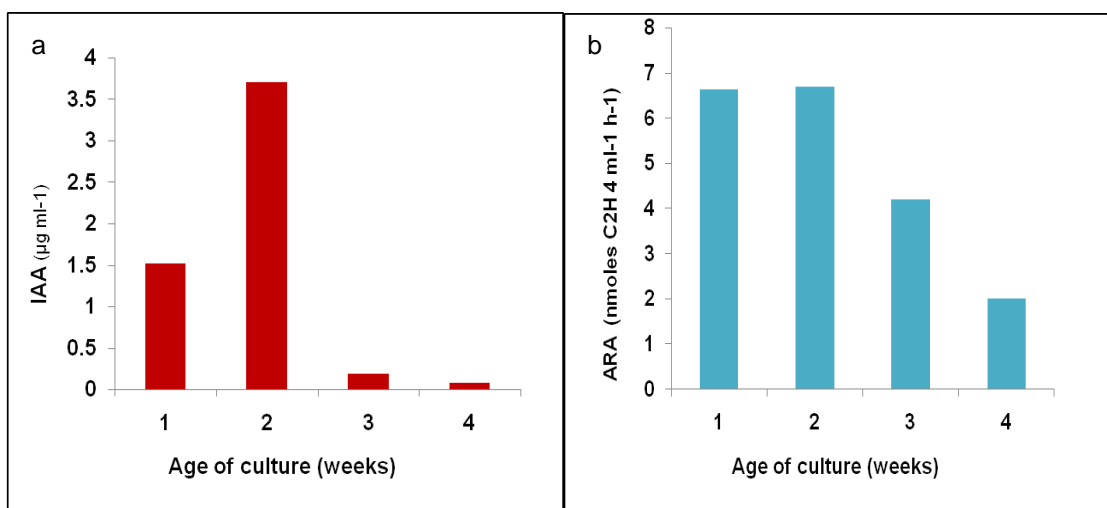 a
IAA (µg ml-1)
4
3.5
3
2.5
2
1.5
1
0.5
0
1 2 3 4
Age of culture (weeks)
b
ARA (nmoles C2H 4 ml-1 h-1)
8
7
6
5
4
3
2
1
0
1 2 3 4
Age of culture (weeks)